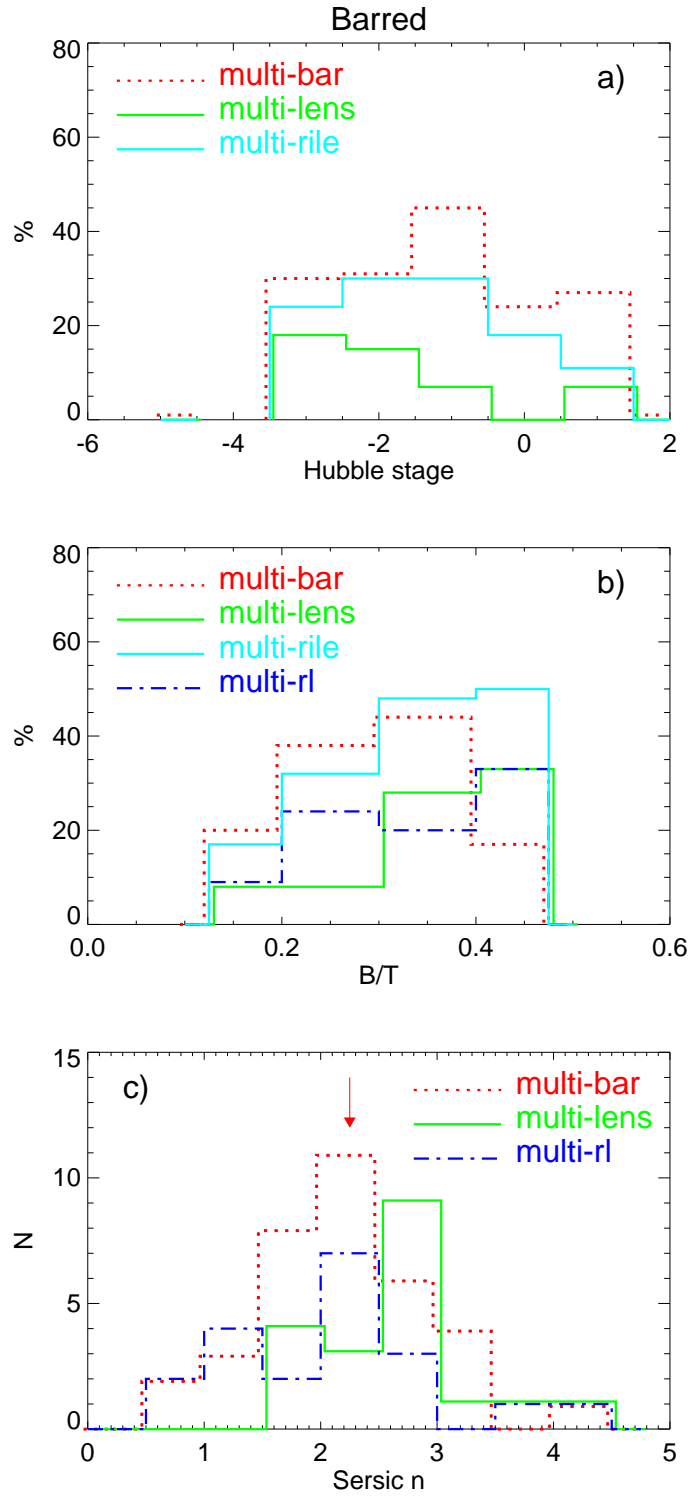 Barred
80
60
40
20
0
%
multi-bar
multi-lens
multi-rile
a)
-6 -4 -2 0 2
Hubble stage
80
60
40
20
0
%
multi-bar
multi-lens
multi-rile
multi-rl
b)
0.0 0.2 0.4 0.6
B/T
15
10
5
0
N
c)
multi-bar
multi-lens
multi-rl
0 1 2 3 4 5
Sersic n